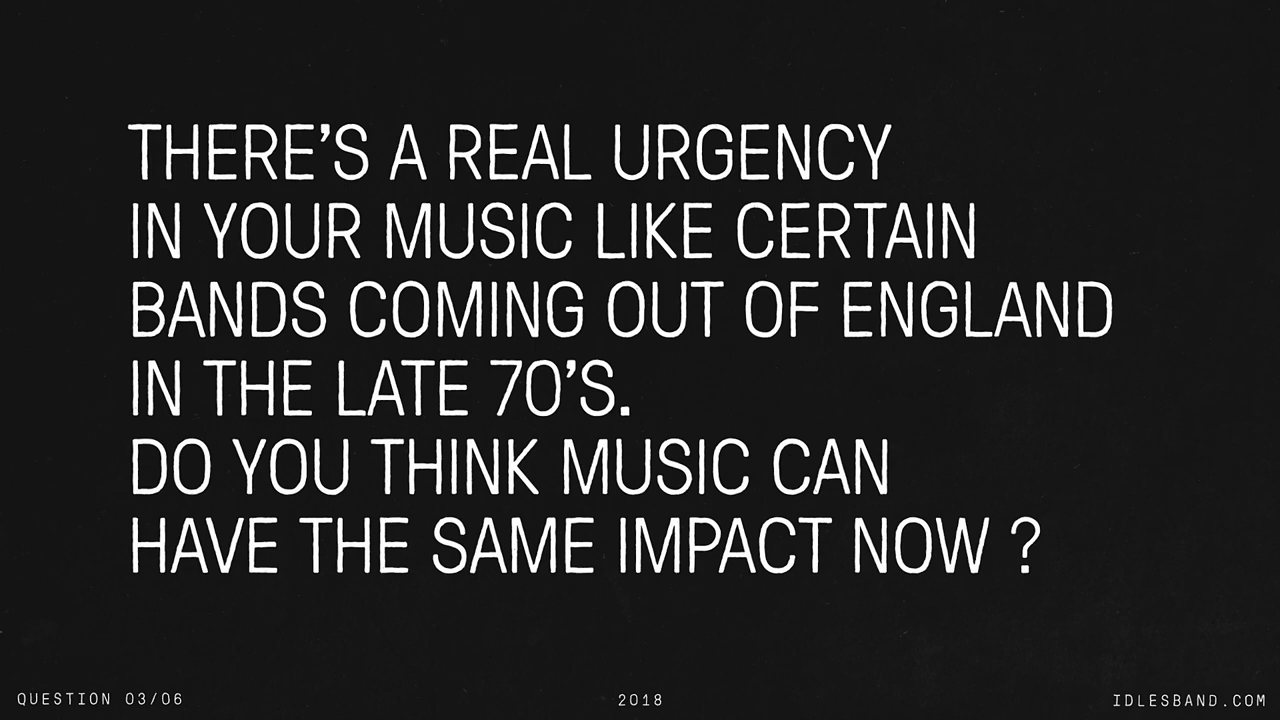 THERE’S A REAL URGENCY
IN YOUR MUSIC LIKE CERTAIN
BANDS COMING OUT OF ENGLAND
IN THE LATE 70’S.
DO YOU THINK MUSIC CAN
HAVE THE SAME IMPACT NOW ?
QUESTION 03/06
2018
IDLESBAND.COM